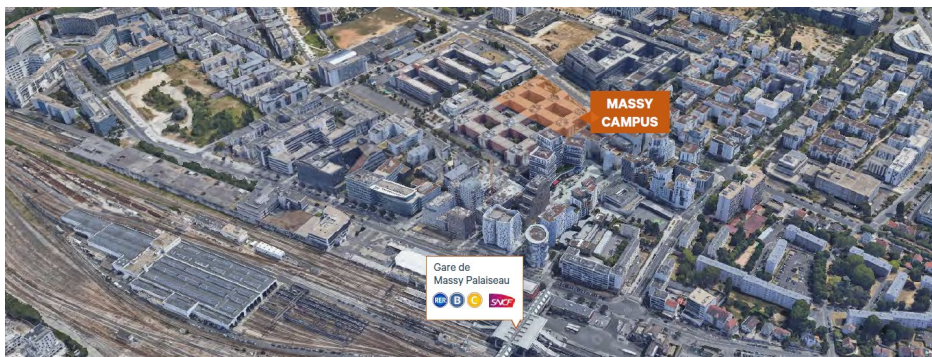 MASSY
CAMPUS
Gare de
Massy Palaiseau
RER B C SNCF